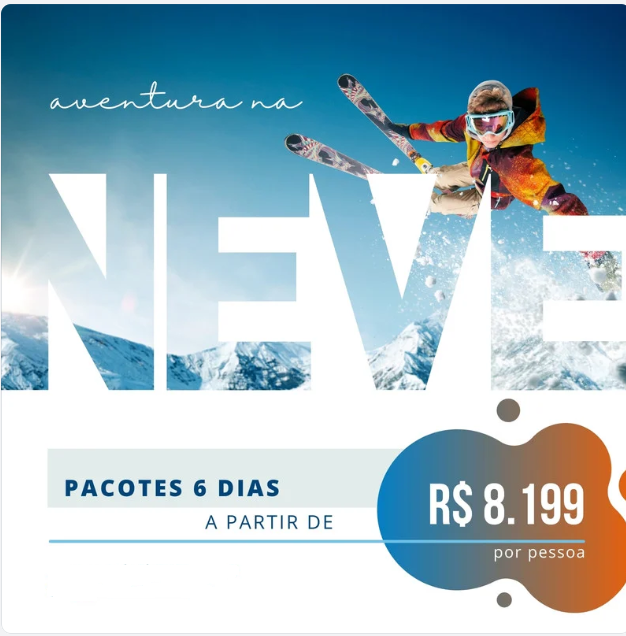 aventura na
NEVE
PACOTES 6 DIAS
A PARTIR DE
R$ 8.199
por pessoa